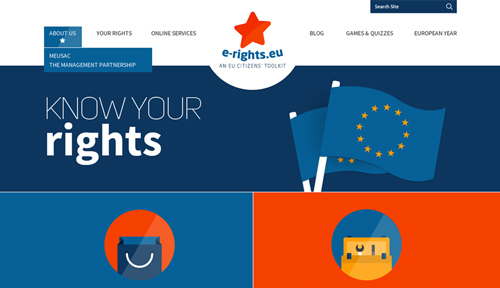 Search Site
ABOUT US
YOUR RIGHTS
ONLINE SERVICES
BLOG
GAMES & QUIZZES
EUROPEAN YEAR
MEUSAC
THE MANAGEMENT PARTNERSHIP
e-rights.eu
AN EU CITIZENS' TOOLKIT
KNOW YOUR
rights